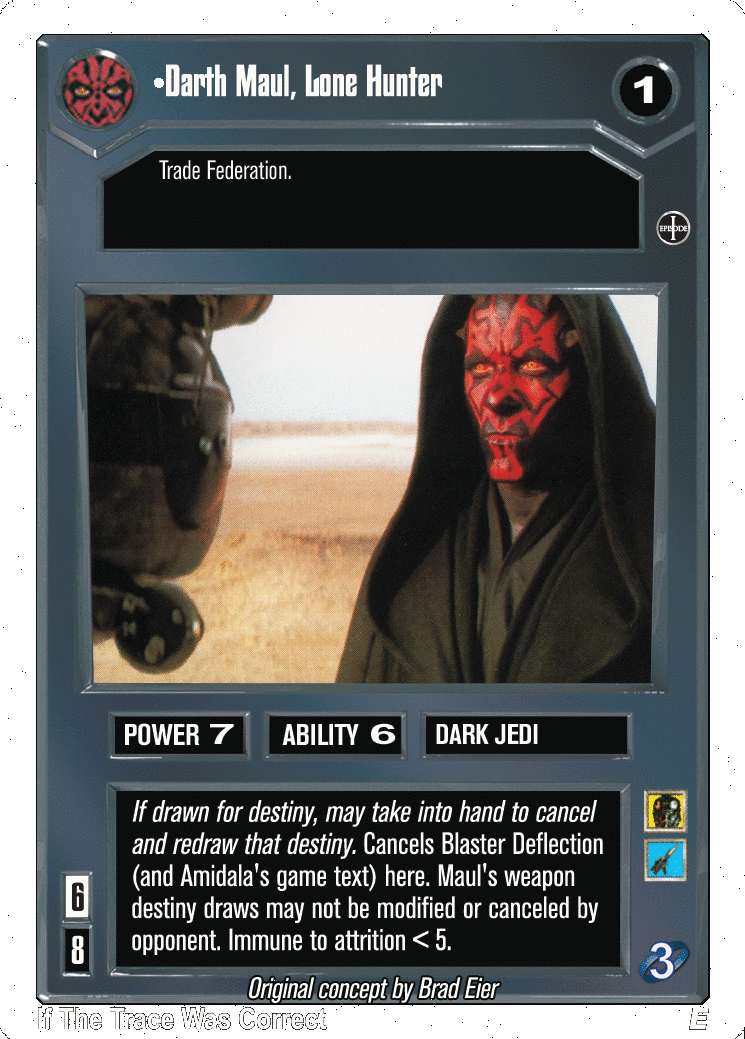 •Darth Maul, Lone Hunter
1
Trade Federation.
EPISODE
I
POWER 7
ABILITY 6
DARK JEDI
If drawn for destiny, may take into hand to cancel
and redraw that destiny. Cancels Blaster Deflection
(and Amidala's game text) here. Maul's weapon
destiny draws may not be modified or canceled by
opponent. Immune to attrition < 5.
6
8
3
Original concept by Brad Eier
If The Trace Was Correct
E